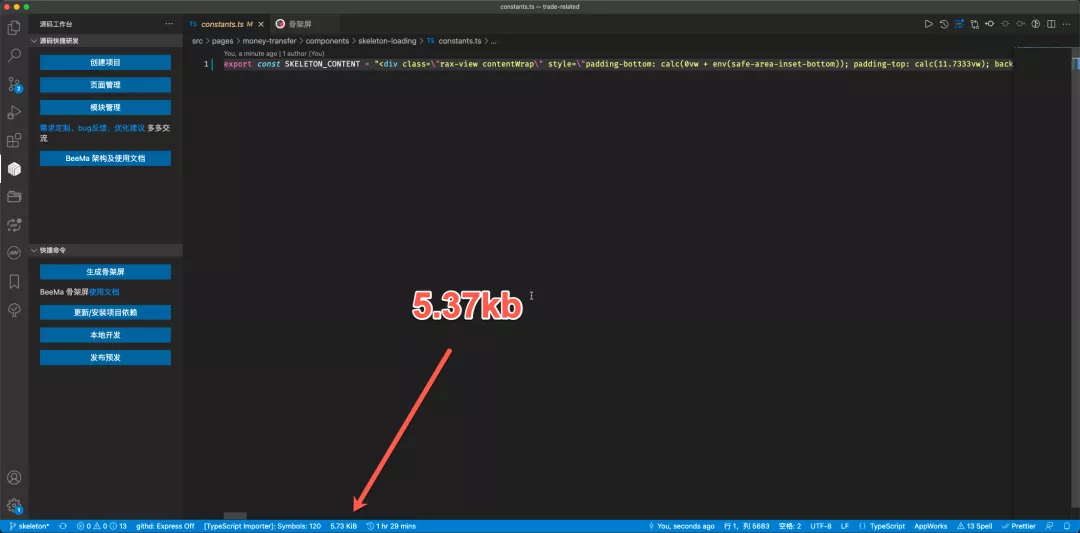 constants.ts — trade-related
源码工作台
源码快捷研发
创建项目
页面管理
模块管理
需求定制、bug反馈、优化建议 多多交流
BeeMa 架构及使用文档
快捷命令
生成骨架屏
BeeMa 骨架屏使用文档
更新/安装项目依赖
本地开发
发布预发
2
1
TS constants.ts M
骨架屏
src > pages > money-transfer > components > skeleton-loading > TS constants.ts > ...
You, a minute ago | 1 author (You)
1 export const SKELETON_CONTENT = "<div class=\"rax-view contentWrap\" style=\"padding-bottom: calc(0vw + env(safe-area-inset-bottom)); padding-top: calc(11.7333vw); back
5.37kb
skeleton* 0 0 13 githd: Express Off [TypeScript Importer]: Symbols: 120 5.73 KiB 1 hr 29 mins You, seconds ago 行 1，列 5683 空格: 2 UTF-8 LF TypeScript AppWorks 13 Spell Prettier